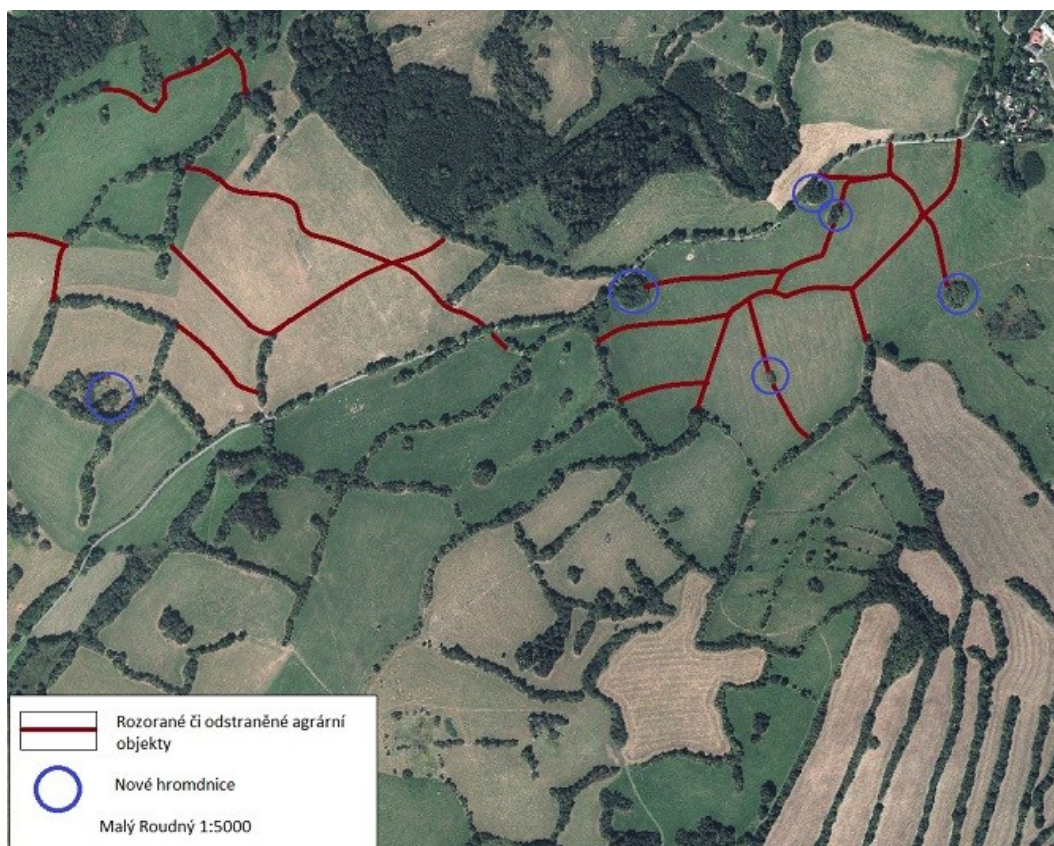 Rozorané či odstraněné agrární
objekty
Nové hromdnice
Malý Roudný 1:5000